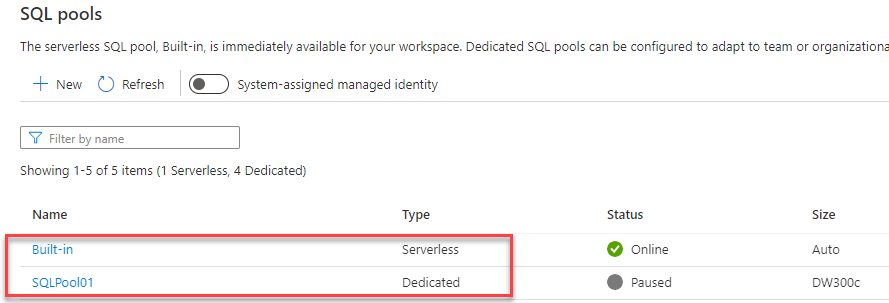 SQL pools
The serverless SQL pool, Built-in, is immediately available for your workspace. Dedicated SQL pools can be configured to adapt to team or organizationa
New Refresh System-assigned managed identity
Filter by name
Showing 1-5 of 5 items (1 Serverless, 4 Dedicated)
Name Type Status Size
Built-in Serverless Online Auto
SQLPool01 Dedicated Paused DW300c